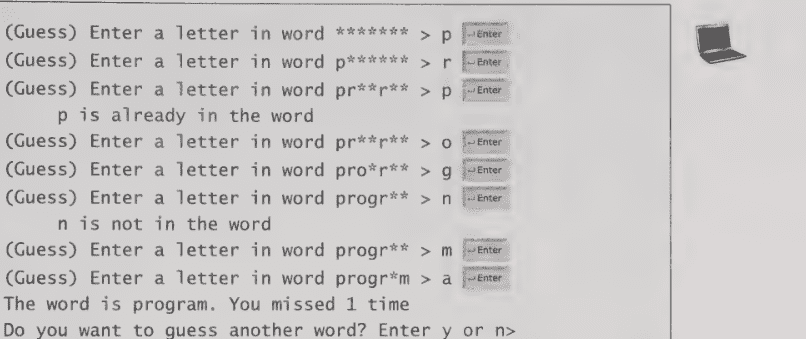 (Guess) Enter a letter in word ******* > p ↵Enter
(Guess) Enter a letter in word p****** > r ↵Enter
(Guess) Enter a letter in word pr**r** > p ↵Enter
p is already in the word
(Guess) Enter a letter in word pr**r** > o ↵Enter
(Guess) Enter a letter in word pro*r** > g ↵Enter
(Guess) Enter a letter in word progr** > n ↵Enter
n is not in the word
(Guess) Enter a letter in word progr** > m ↵Enter
(Guess) Enter a letter in word progr*m > a ↵Enter
The word is program. You missed 1 time
Do you want to guess another word? Enter y or n>